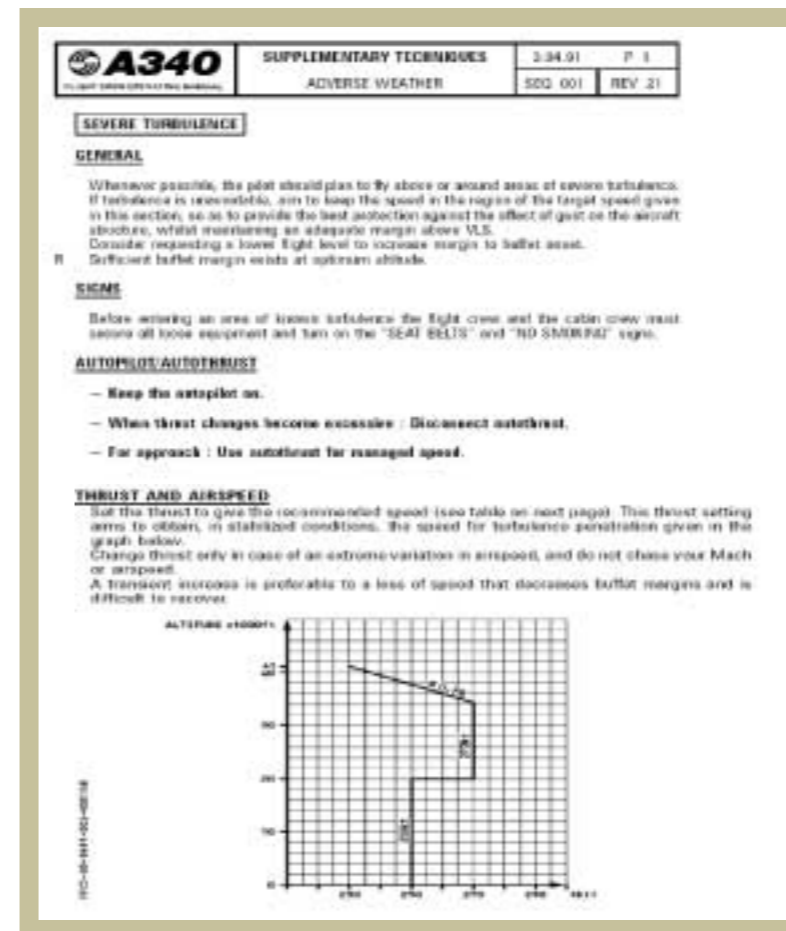 A340
SUPPLEMENTARY TECHNIQUES
3.04.91 P 1
FLIGHT CREW OPERATING MANUAL
ADVERSE WEATHER
SEQ 001 REV 21
SEVERE TURBULENCE
GENERAL
Whenever possible, the pilot should plan to fly above or around areas of severe turbulence.
If turbulence is unavoidable, aim to keep the speed in the region of the target speed given
in this section, so as to provide the best protection against the effect of gust on the aircraft
structure, whilst maintaining an adequate margin above VLS.
Consider requesting a lower flight level to increase margin to buffet onset.
R Sufficient buffet margin exists at optimum altitude.
SIGNS
Before entering an area of known turbulence the flight crew and the cabin crew must
secure all loose equipment and turn on the "SEAT BELTS" and "NO SMOKING" signs.
AUTOPILOT/AUTOTHRUST
– Keep the autopilot on.
– When thrust changes become excessive : Disconnect autothrust.
– For approach : Use autothrust for managed speed.
THRUST AND AIRSPEED
Set the thrust to give the recommended speed (see table on next page). This thrust setting
aims to obtain, in stabilized conditions, the speed for turbulence penetration given in the
graph below.
Change thrust only in case of an extreme variation in airspeed, and do not chase your Mach
or airspeed.
A transient increase is preferable to a loss of speed that decreases buffet margins and is
difficult to recover.
ALTITUDE
20
10
0